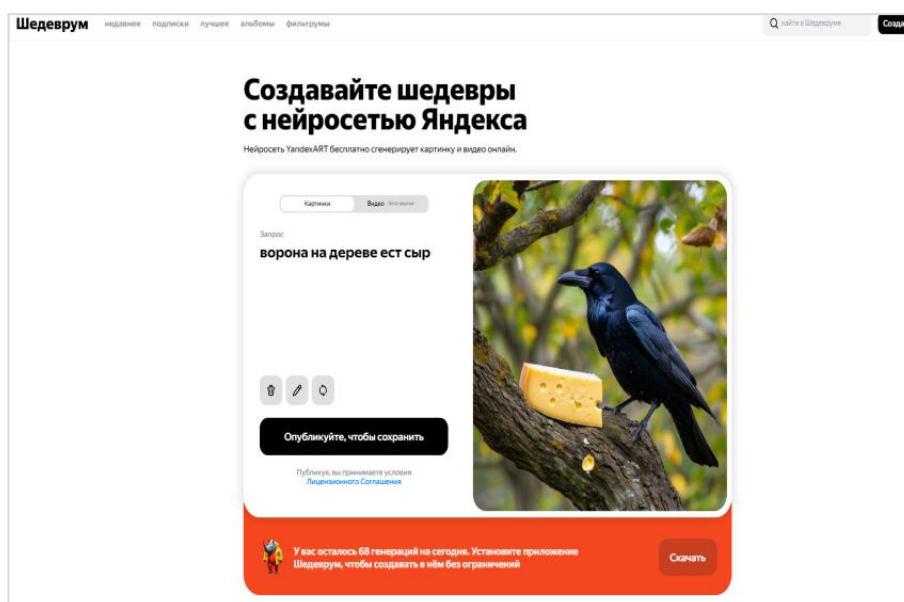 Шедеврум недавнее подписки лучшее альбомы фильтрумы найти в Шедевруме Созда
Создавайте шедевры
с нейросетью Яндекса
Нейросеть YandexART бесплатно сгенерирует картинку и видео онлайн.
Картинки Видео
Запрос
ворона на дереве ест сыр
Опубликуйте, чтобы сохранить
Публикуя, вы принимаете условия
Лицензионного Соглашения
У вас осталось 68 генераций на сегодня. Установите приложение
Шедеврум, чтобы создавать в нём без ограничений
Скачать